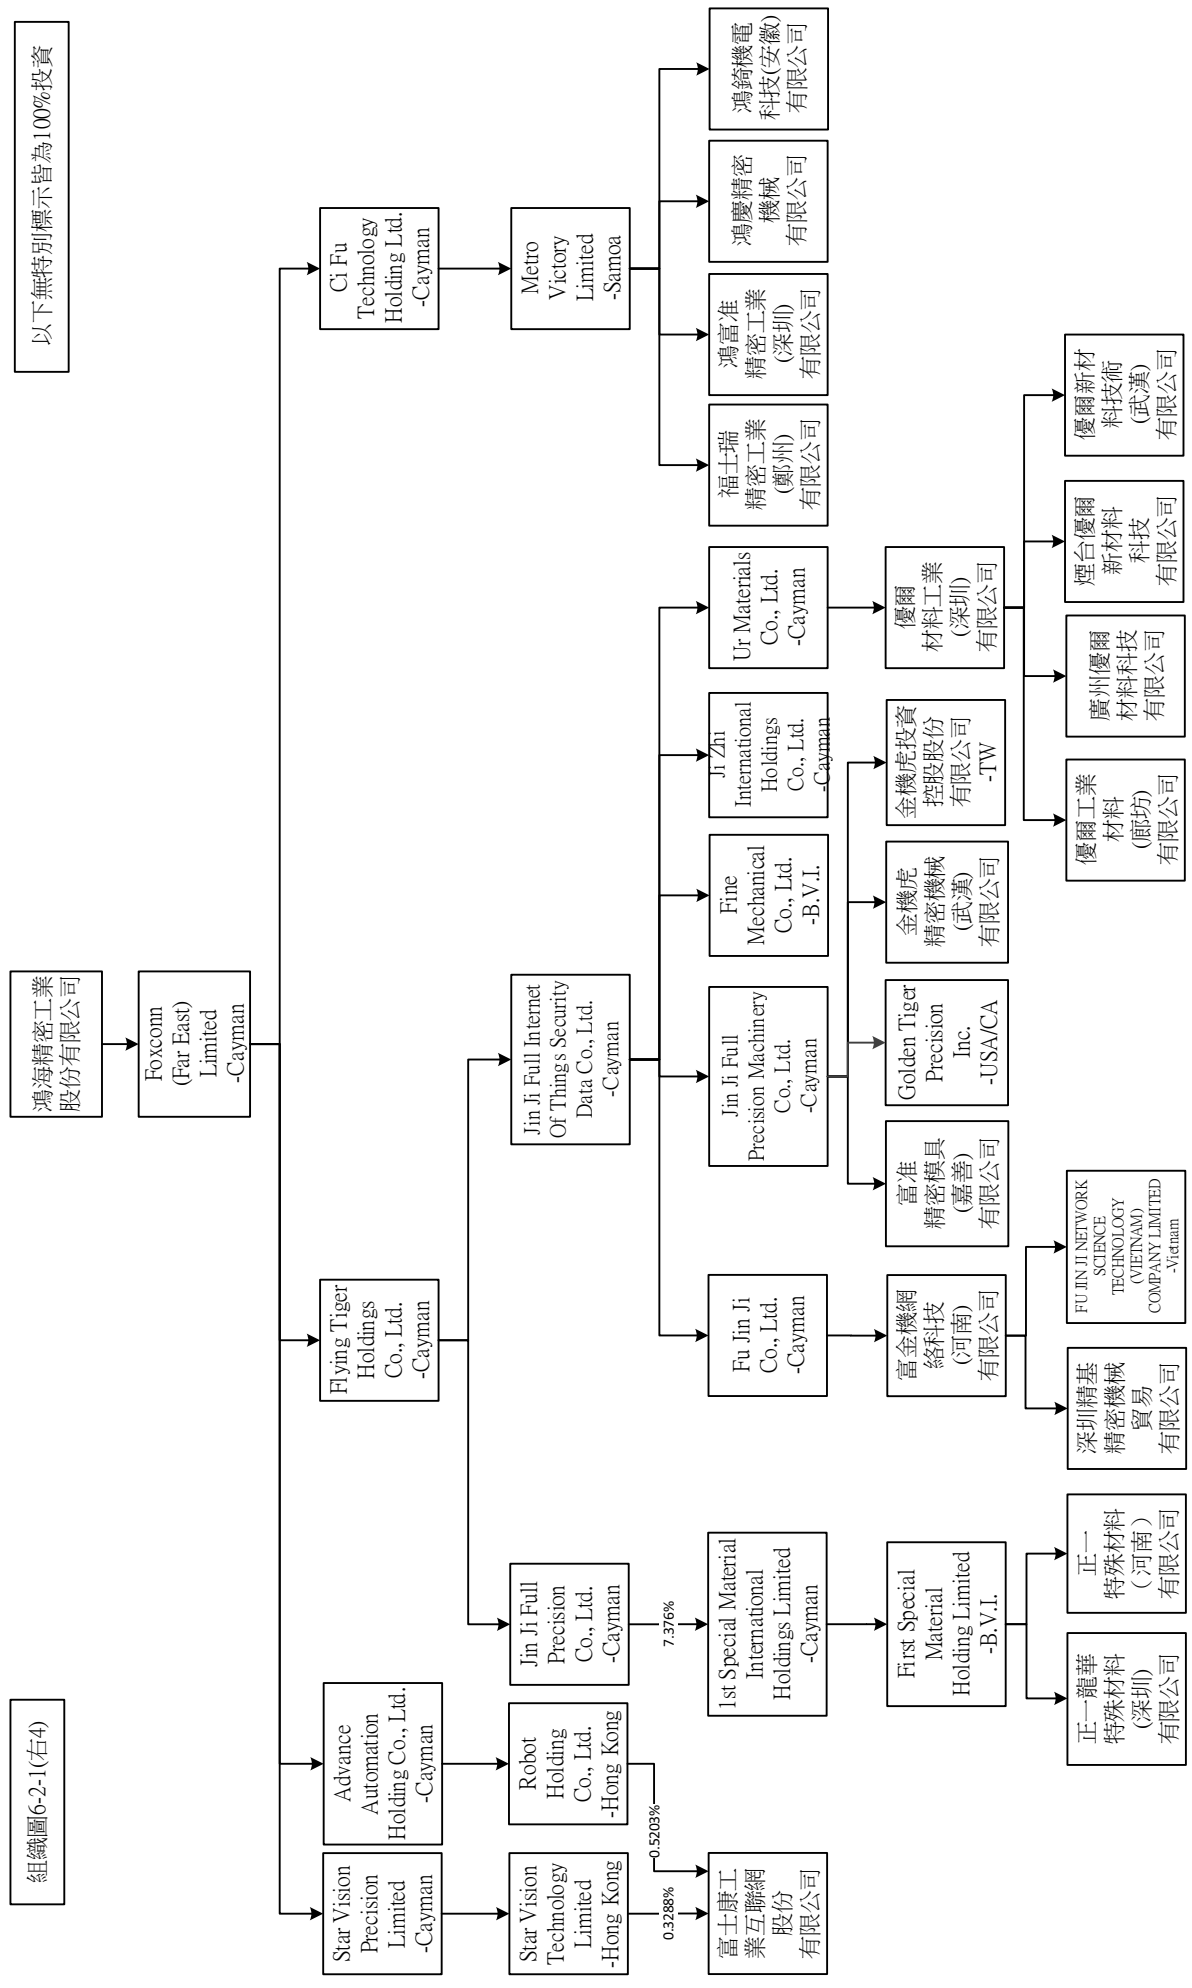 組織圖6-2-1(右4)
以下無特別標示皆為100%投資
鴻海精密工業
股份有限公司
Foxconn
(Far East)
Limited
-Cayman
Star Vision
Precision
Limited
-Cayman
Advance
Automation
Holding Co., Ltd.
-Cayman
Flying Tiger
Holdings
Co., Ltd.
-Cayman
Ci Fu
Technology
Holding Ltd.
-Cayman
Star Vision
Technology
Limited
-Hong Kong
Robot
Holding
Co., Ltd.
-Hong Kong
Jin Ji Full
Precision
Co., Ltd.
-Cayman
Jin Ji Full Internet
Of Thing Security
Data Co., Ltd.
-Cayman
Metro
Victory
Limited
-Samoa
0.3288%
0.5203%
7.376%
富士康工
業互聯網
股份
有限公司
1st Special Material
International
Holdings Limited
-Cayman
Fu Jin Ji
Co., Ltd.
-Cayman
Jin Ji Full
Precision Machinery
Co., Ltd.
-Cayman
Fine
Mechanical
Co., Ltd.
-B.V.I.
Ji Zhi
International
Holdings
Co., Ltd.
-Cayman
Ur Materials
Co., Ltd.
-Cayman
福士瑞
精密工業
(鄭州)
有限公司
鴻富准
精密工業
(深圳)
有限公司
鴻慶精密
機械
有限公司
鴻錡機電
科技(安徽)
有限公司
First Special
Material
Holding Limited
-B.V.I.
富金機網
絡科技
(河南)
有限公司
富准
精密模具
(嘉善)
有限公司
Golden Tiger
Precision
Inc.
-USA/CA
金機虎
精密機械
(武漢)
有限公司
金機虎投資
控股股份
有限公司
-TW
優爾
材料工業
(深圳)
有限公司
正一龍華
特殊材料
(深圳)
有限公司
正一
特殊材料
（河南）
有限公司
深圳精基
精密機械
貿易
有限公司
FU JIN JI NETWORK
SCIENCE
TECHNOLOGY
(VIETNAM)
COMPANY LIMITED
-Vietnam
優爾工業
材料
(廊坊)
有限公司
廣州優爾
材料科技
有限公司
煙台優爾
新材料
科技
有限公司
優爾新材
料科技術
(武漢)
有限公司